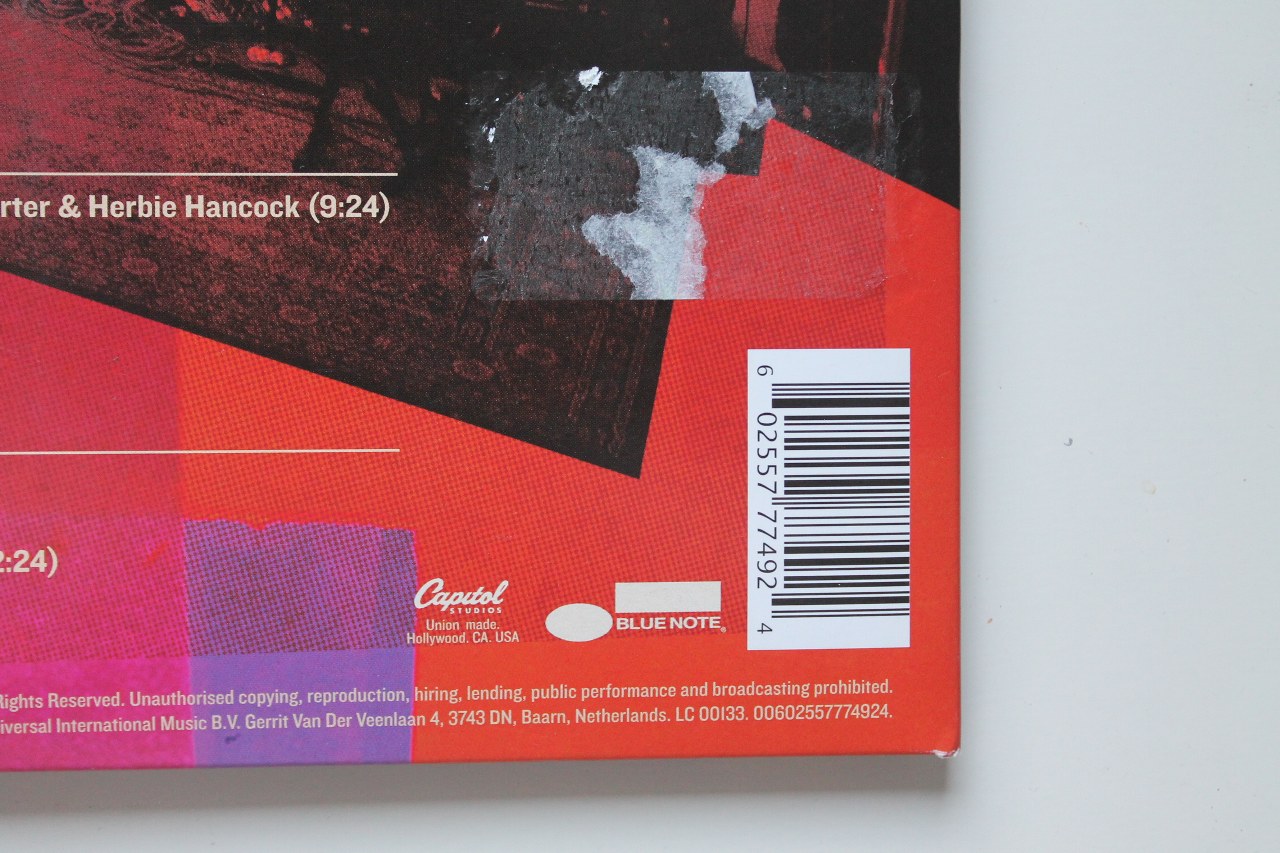 rter & Herbie Hancock (9:24)
2:24)
Capitol
STUDIOS
Union made.
Hollywood. CA. USA
BLUE NOTE
6 02557 77492 4
Rights Reserved. Unauthorised copying, reproduction, hiring, lending, public performance and broadcasting prohibited.
iversal International Music B.V. Gerrit Van Der Veenlaan 4, 3743 DN, Baarn, Netherlands. LC 00133. 00602557774924.